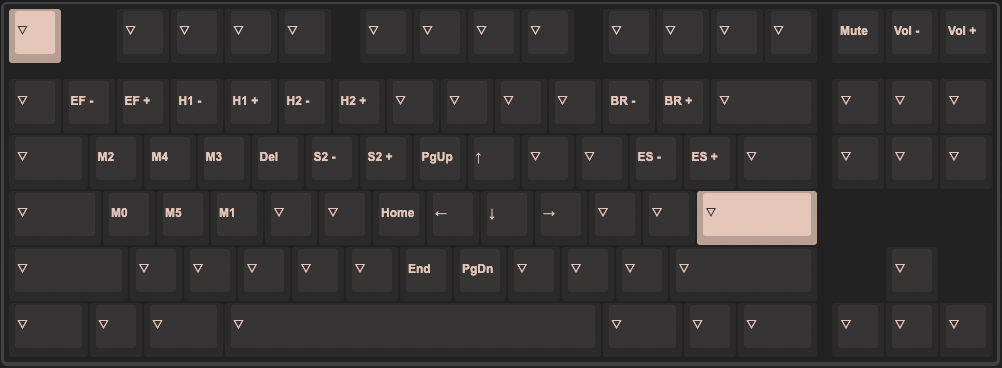 ▽ ▽ ▽ ▽ ▽ ▽ ▽ ▽ ▽ ▽ ▽ ▽ ▽ Mute Vol - Vol +
▽ EF - EF + H1 - H1 + H2 - H2 + ▽ ▽ ▽ ▽ BR - BR + ▽ ▽ ▽ ▽
▽ M2 M4 M3 Del S2 - S2 + PgUp ↑ ▽ ▽ ES - ES + ▽ ▽ ▽ ▽
▽ M0 M5 M1 ▽ ▽ Home ← ↓ → ▽ ▽ ▽
▽ ▽ ▽ ▽ ▽ ▽ End PgDn ▽ ▽ ▽ ▽ ▽
▽ ▽ ▽ ▽ ▽ ▽ ▽ ▽ ▽ ▽